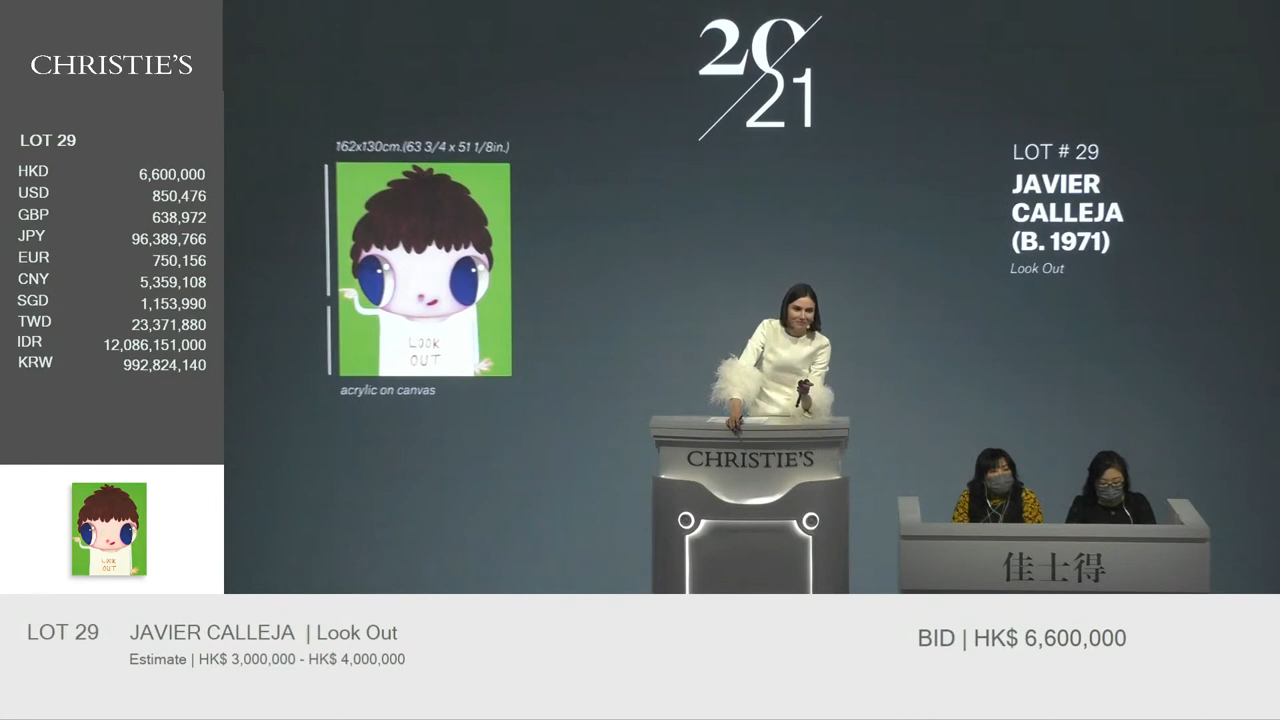 CHRISTIE'S
LOT 29
HKD 6,600,000
USD 850,476
GBP 638,972
JPY 96,389,766
EUR 750,156
CNY 5,359,108
SGD 1,153,990
TWD 23,371,880
IDR 12,086,151,000
KRW 992,824,140
20/21
162x130cm.(63 3/4 x 51 1/8in.)
LOOK
OUT
acrylic on canvas
LOT # 29
JAVIER
CALLEJA
(B. 1971)
Look Out
CHRISTIE'S
佳士得
LOOK
OUT
LOT 29 JAVIER CALLEJA | Look Out
Estimate | HK$ 3,000,000 - HK$ 4,000,000
BID | HK$ 6,600,000